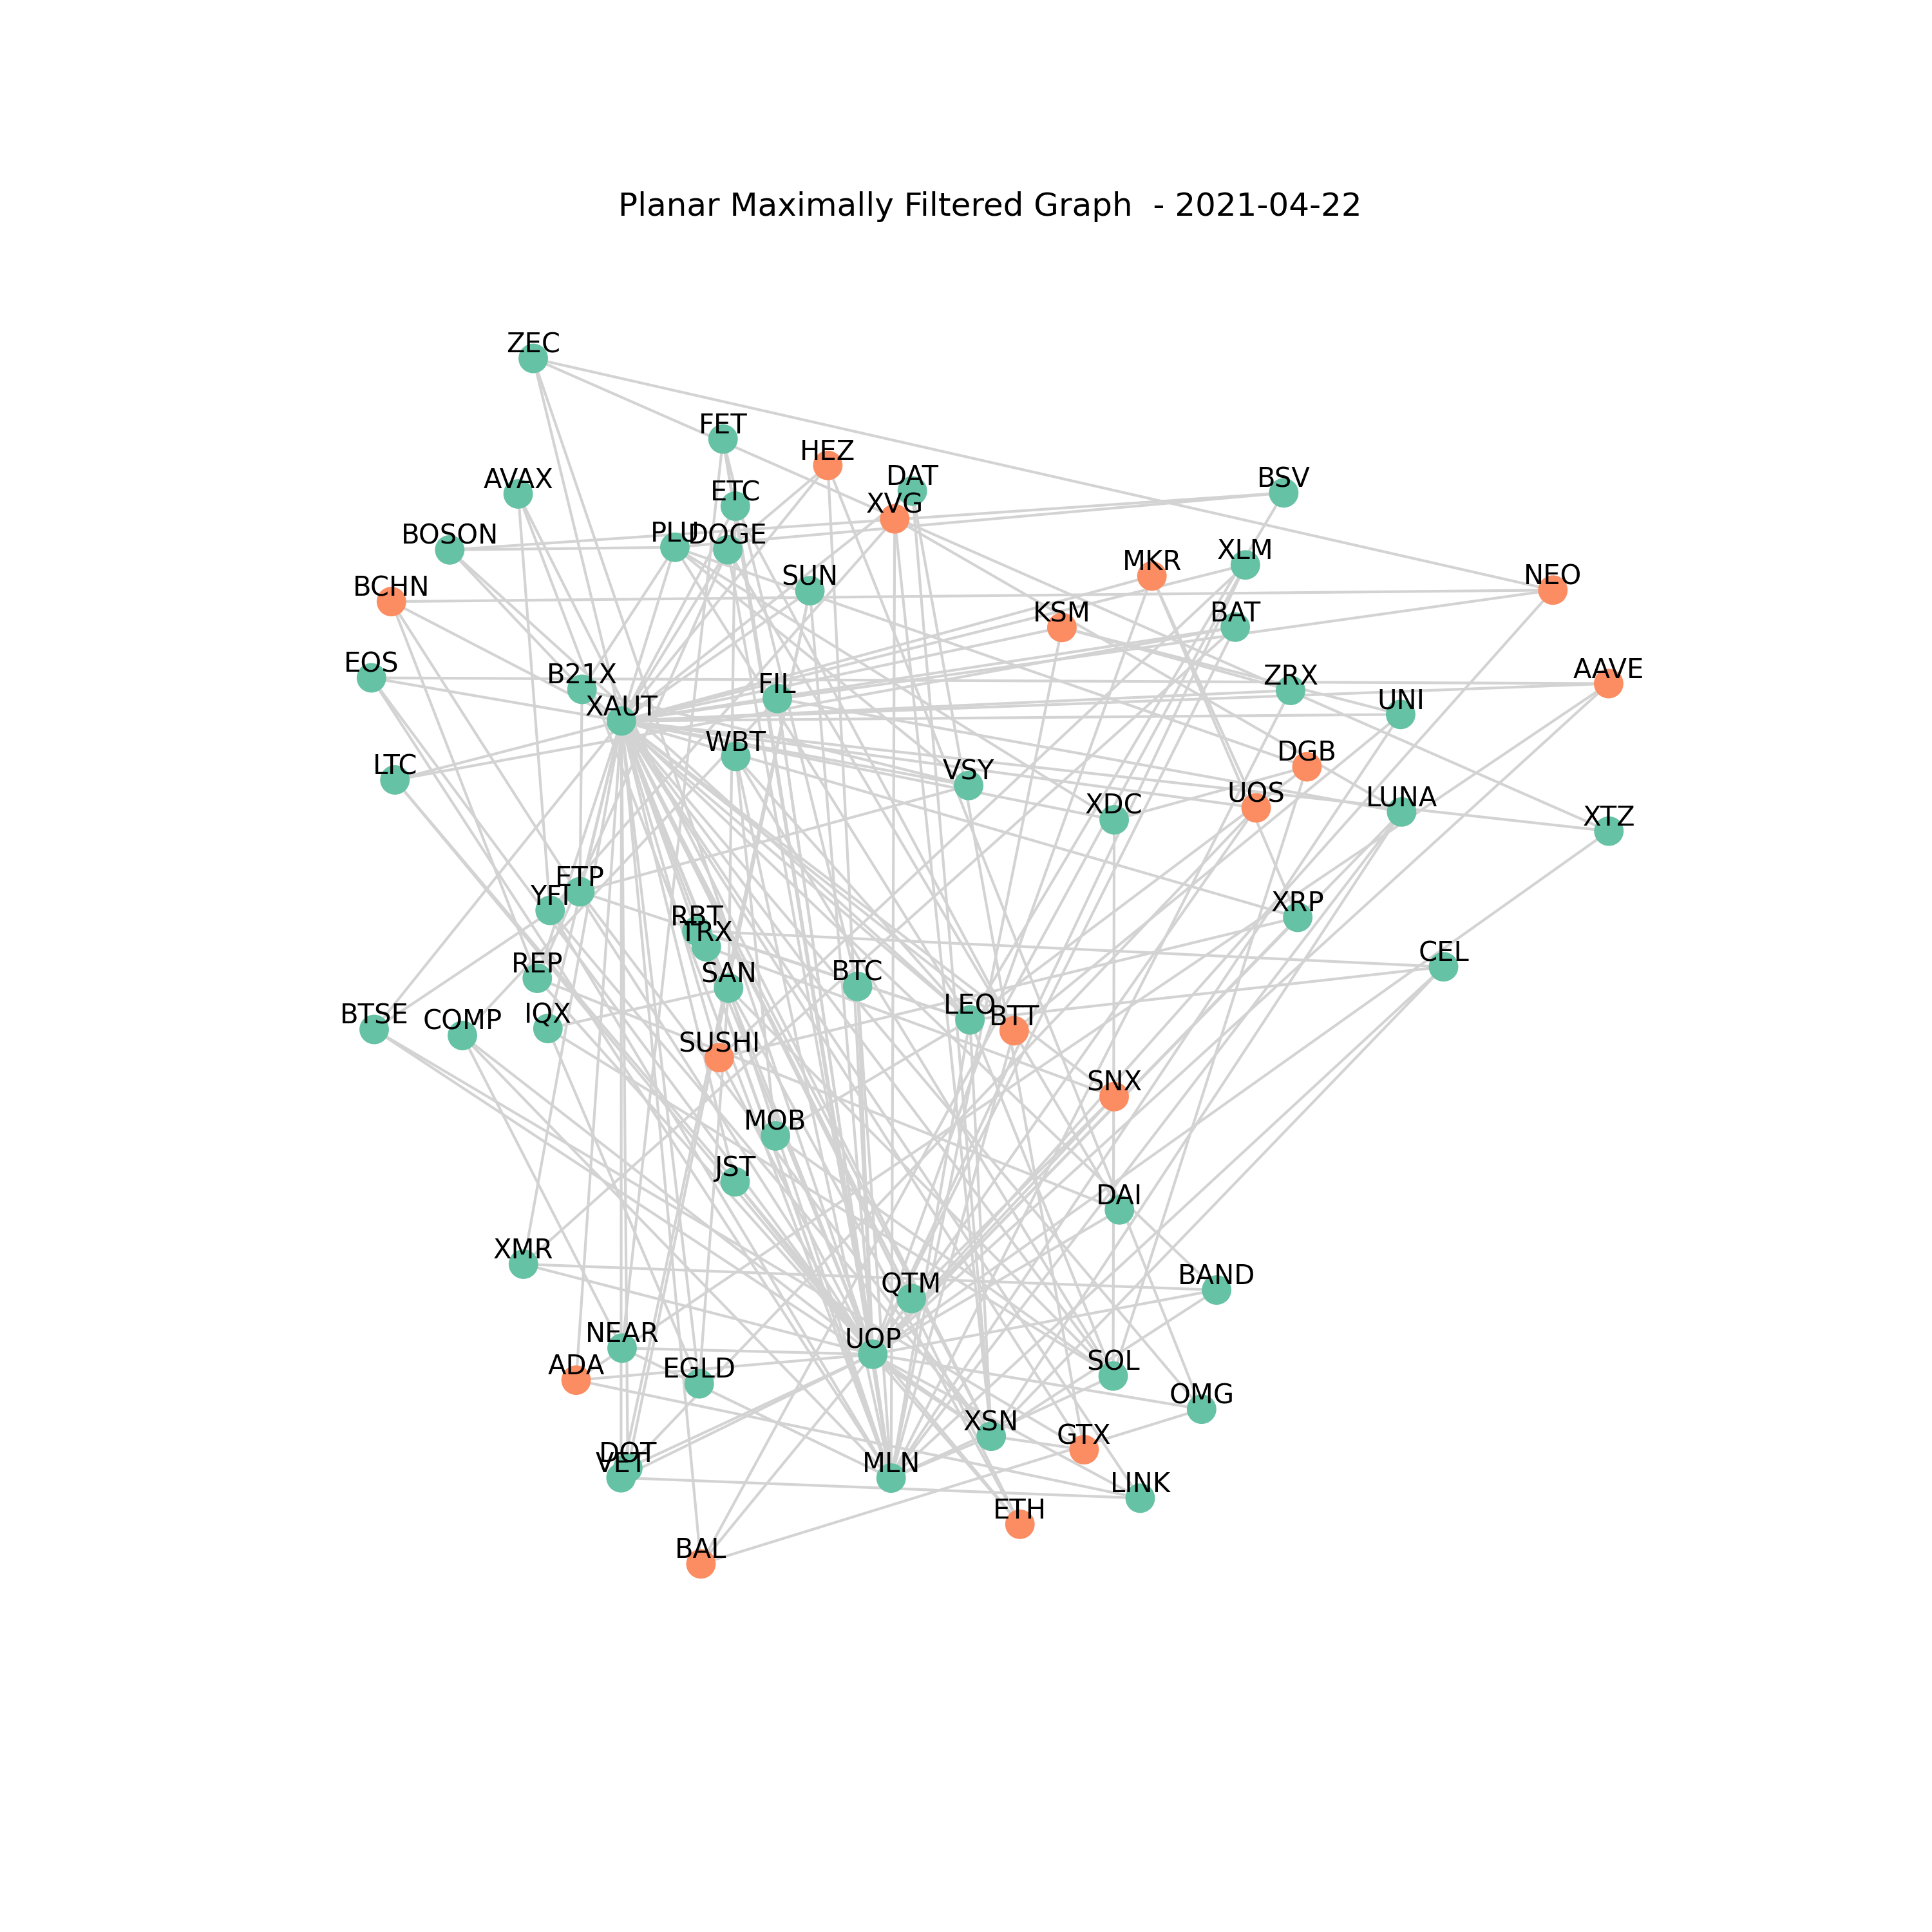 Planar Maximally Filtered Graph  - 2021-04-22
ZEC
FET
HEZ
DAT
BSV
AVAX
ETC
XVG
BOSON
PLU
DOGE
MKR
XLM
SUN
NEO
BCHN
KSM
BAT
EOS
B21X
FIL
ZRX
AAVE
XAUT
UNI
WBT
DGB
LTC
VSY
UOS
LUNA
XDC
XTZ
FTP
YFI
XRP
RBT
TRX
CEL
REP
SAN
BTC
LEO
BTT
BTSE
COMP
IQX
SUSHI
SNX
MOB
JST
DAI
XMR
QTM
BAND
NEAR
UOP
ADA
EGLD
SOL
OMG
XSN
GTX
DOT
VET
MLN
LINK
ETH
BAL